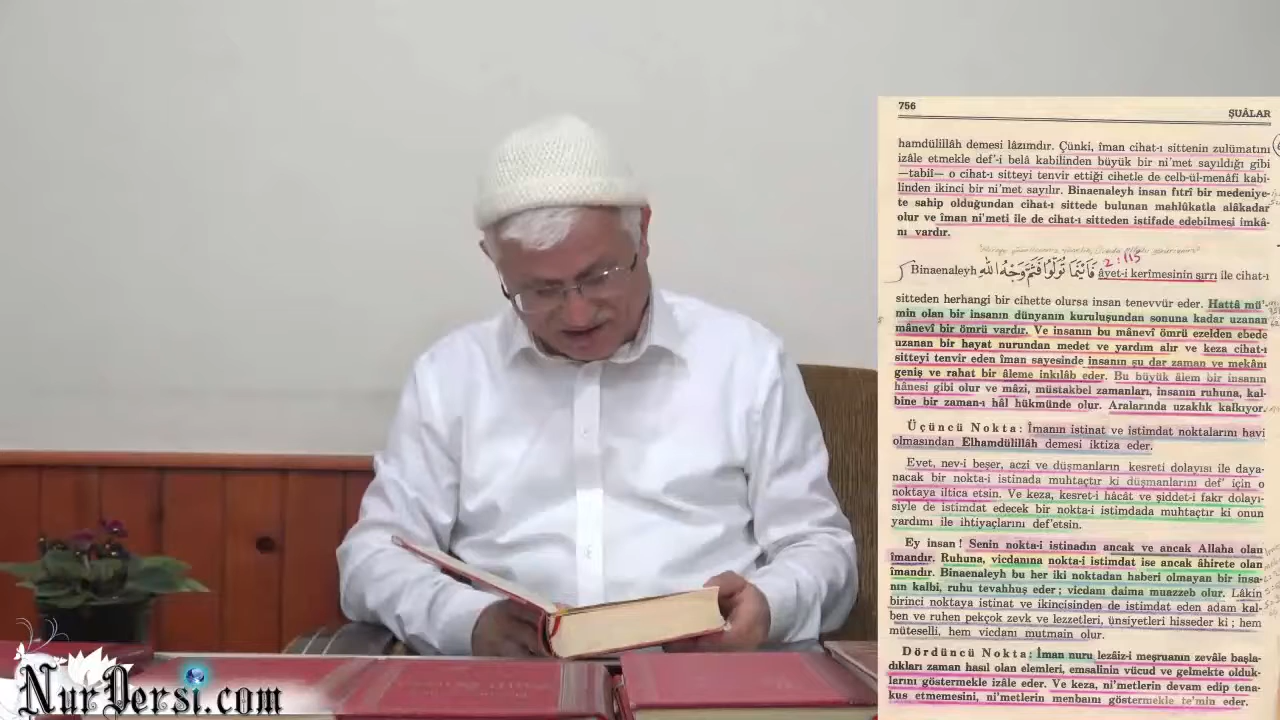 756
ŞUÂLAR
hamdülillâh demesi lâzımdır. Çünki, îman cihat-ı sittenin zulümatını
izâle etmekle def'-i belâ kabilinden büyük bir ni'met sayıldığı gibi
—tabiî— o cihat-ı sitteyi tenvir ettiği cihetle de celb-ül-menâfi kabi-
linden ikinci bir ni'met sayılır. Binaenaleyh insan fıtrî bir medeniye-
te sahip olduğundan cihat-ı sittede bulunan mahlûkatla alâkadar
olur ve îman ni'meti ile de cihat-ı sitteden istifade edebilmesi imkâ-
nı vardır.
2:115
Binaenaleyh فَاَيْنَمَا تُوَلُّوا فَثَمَّ وَجْهُ اللّٰهِ âyet-i kerîmesinin sırrı ile cihat-ı
sitteden herhangi bir cihette olursa insan tenevvür eder. Hattâ mü'-
min olan bir insanın dünyanın kuruluşundan sonuna kadar uzanan
mânevî bir ömrü vardır. Ve insanın bu mânevî ömrü ezelden ebede
uzanan bir hayat nurundan medet ve yardım alır ve keza cihat-ı
sitteyi tenvir eden îman sayesinde insanın şu dar zaman ve mekânı
geniş ve rahat bir âleme inkılâb eder. Bu büyük âlem bir insanın
hânesi gibi olur ve mâzi, müstakbel zamanları, insanın ruhuna, kal-
bine bir zaman-ı hâl hükmünde olur. Aralarında uzaklık kalkıyor.
Üçüncü Nokta: Îmanın istinat ve istimdat noktalarını havi
olmasından Elhamdülillâh demesi iktiza eder.
Evet, nev-i beşer, aczi ve düşmanların kesreti dolayısı ile daya-
nacak bir nokta-i istinada muhtaçtır ki düşmanlarını def' için o
noktaya iltica etsin. Ve keza, kesret-i hâcât ve şiddet-i fakr dolayı-
siyle de istimdat edecek bir nokta-i istimdada muhtaçtır ki onun
yardımı ile ihtiyaçlarını def'etsin.
Ey insan! Senin nokta-i istinadın ancak ve ancak Allaha olan
îmandır. Ruhuna, vicdanına nokta-i istimdat ise ancak âhirete olan
îmandır. Binaenaleyh bu her iki noktadan haberi olmayan bir insa-
nın kalbi, ruhu tevahhuş eder; vicdanı daima muazzeb olur. Lâkin
birinci noktaya istinat ve ikincisinden de istimdat eden adam kal-
ben ve ruhen pekçok zevk ve lezzetleri, ünsiyetleri hisseder ki; hem
müteselli, hem vicdanı mutmain olur.
Dördüncü Nokta: Îman nuru lezâiz-i meşruanın zevâle başla-
dıkları zaman hasıl olan elemleri, emsalinin vücud ve gelmekte olduk-
larını göstermekle izâle eder. Ve keza, ni'metlerin devam edip tena-
kus etmemesini, ni'metlerin menbaını göstermekle te'min eder.
NurDersi.com